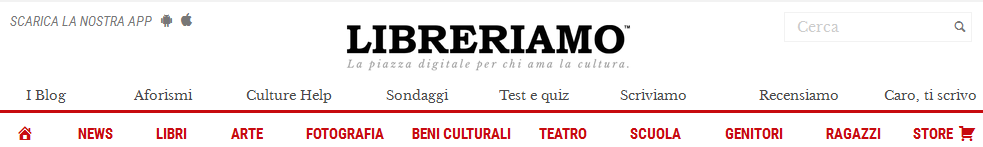 SCARICA LA NOSTRA APP
Cerca
LIBRERIAMO™
La piazza digitale per chi ama la cultura.
I Blog Aforismi Culture Help Sondaggi Test e quiz Scriviamo Recensiamo Caro, ti scrivo
NEWS LIBRI ARTE FOTOGRAFIA BENI CULTURALI TEATRO SCUOLA GENITORI RAGAZZI STORE